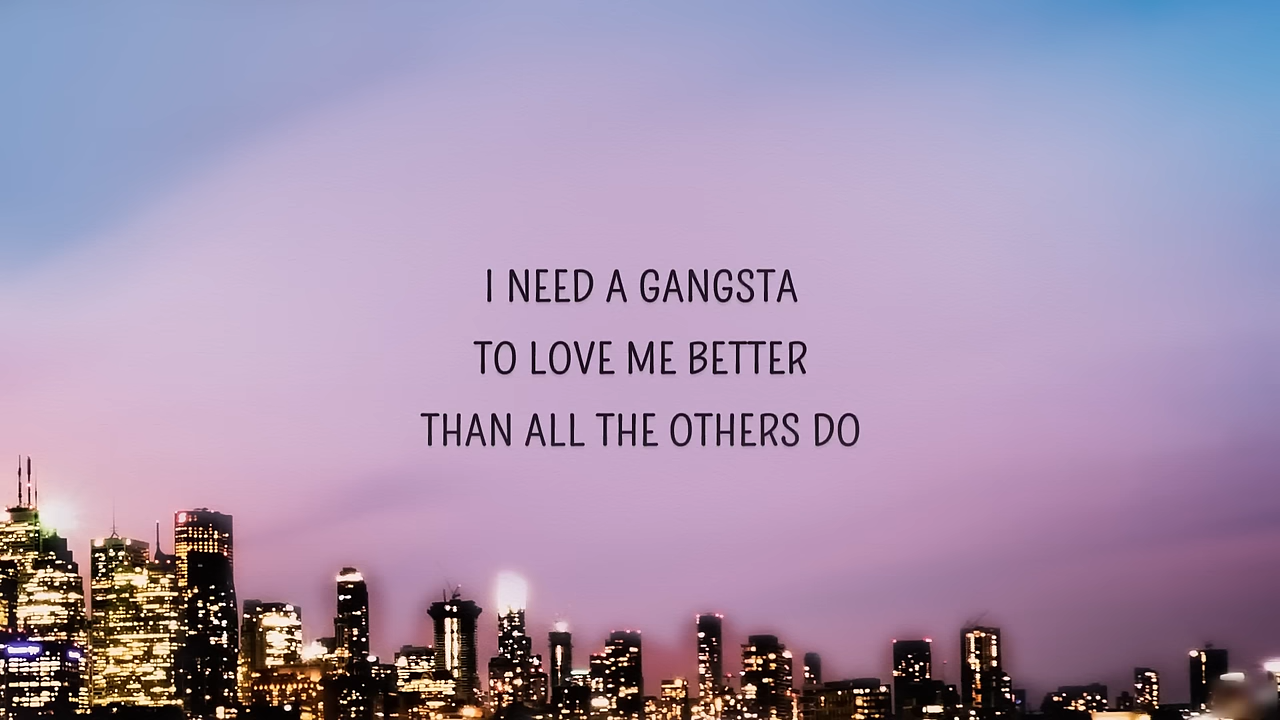 I NEED A GANGSTA
TO LOVE ME BETTER
THAN ALL THE OTHERS DO